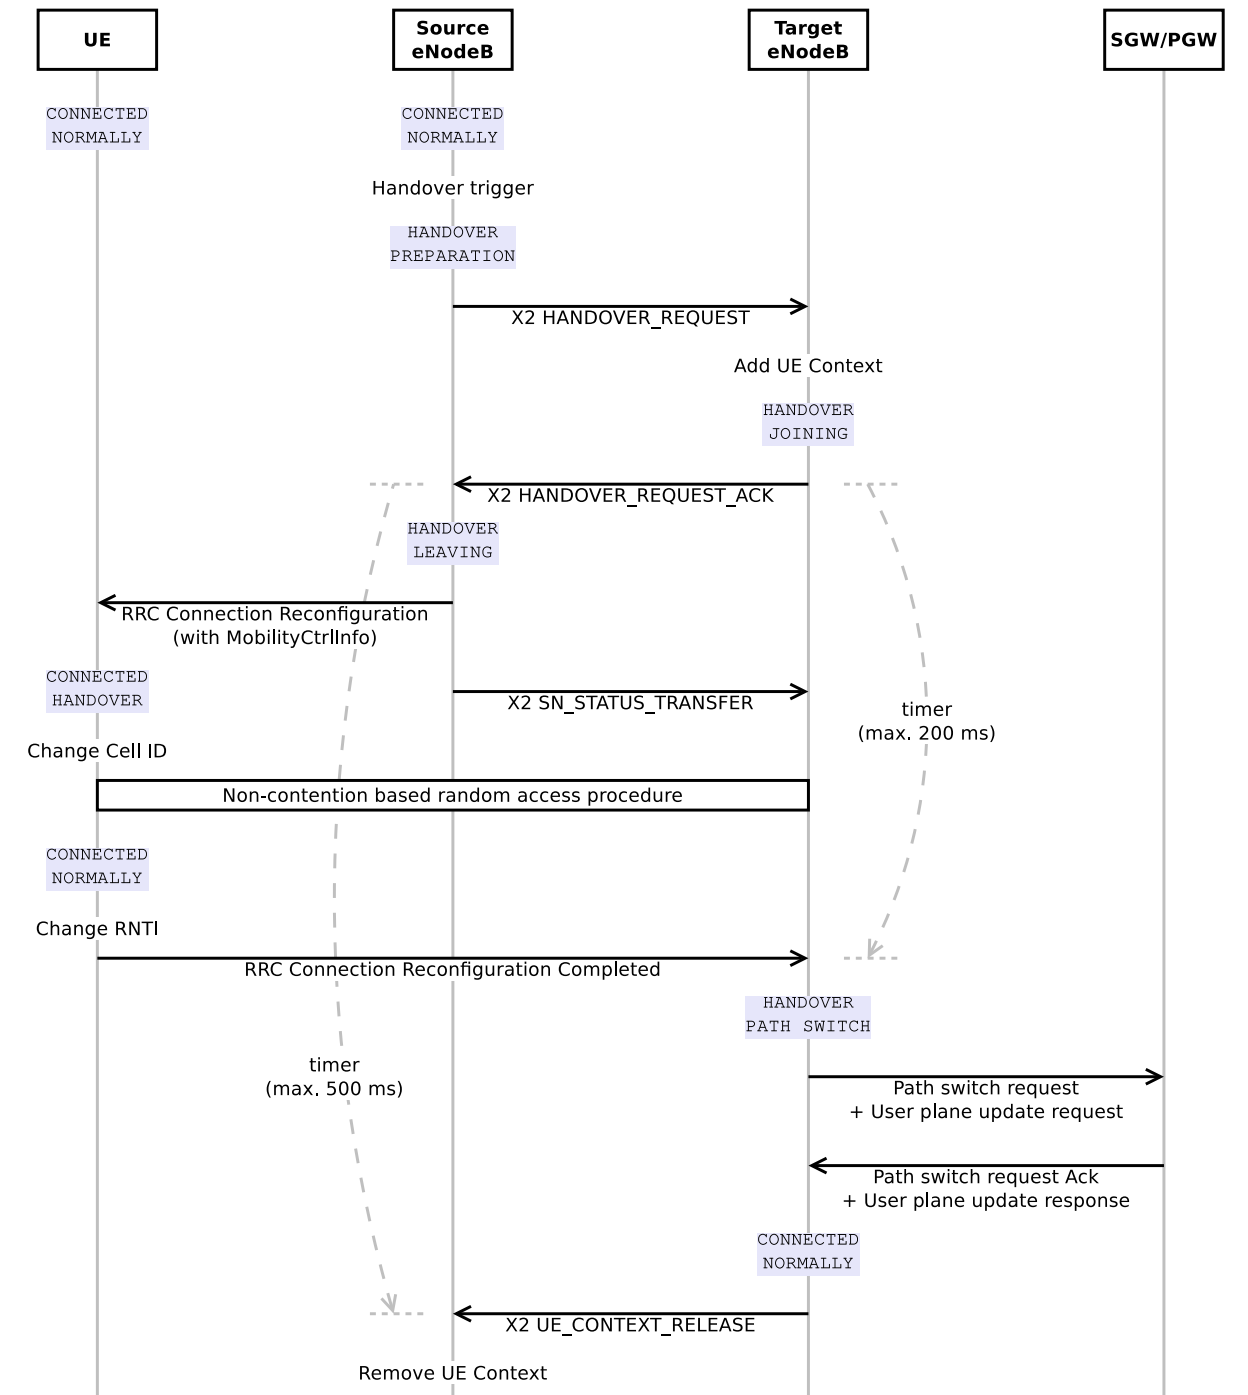 UE
Source
eNodeB
Target
eNodeB
SGW/PGW
CONNECTED
NORMALLY
CONNECTED
NORMALLY
Handover trigger
HANDOVER
PREPARATION
X2 HANDOVER_REQUEST
Add UE Context
HANDOVER
JOINING
X2 HANDOVER_REQUEST_ACK
HANDOVER
LEAVING
RRC Connection Reconfiguration
(with MobilityCtrlInfo)
CONNECTED
HANDOVER
X2 SN_STATUS_TRANSFER
timer
(max. 200 ms)
Change Cell ID
Non-contention based random access procedure
CONNECTED
NORMALLY
Change RNTI
RRC Connection Reconfiguration Completed
HANDOVER
PATH SWITCH
timer
(max. 500 ms)
Path switch request
+ User plane update request
Path switch request Ack
+ User plane update response
CONNECTED
NORMALLY
X2 UE_CONTEXT_RELEASE
Remove UE Context